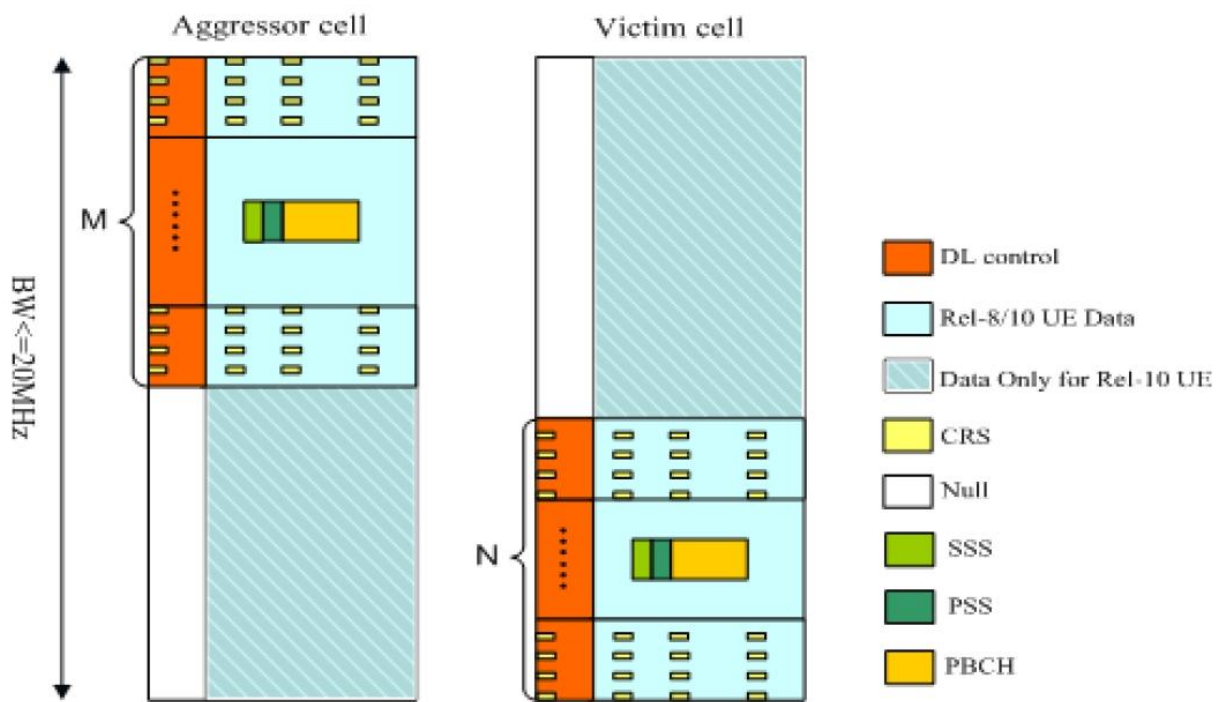 Aggressor cell
Victim cell
M
BW<=20MHz
N
DL control
Rel-8/10 UE Data
Data Only for Rel-10 UE
CRS
Null
SSS
PSS
PBCH